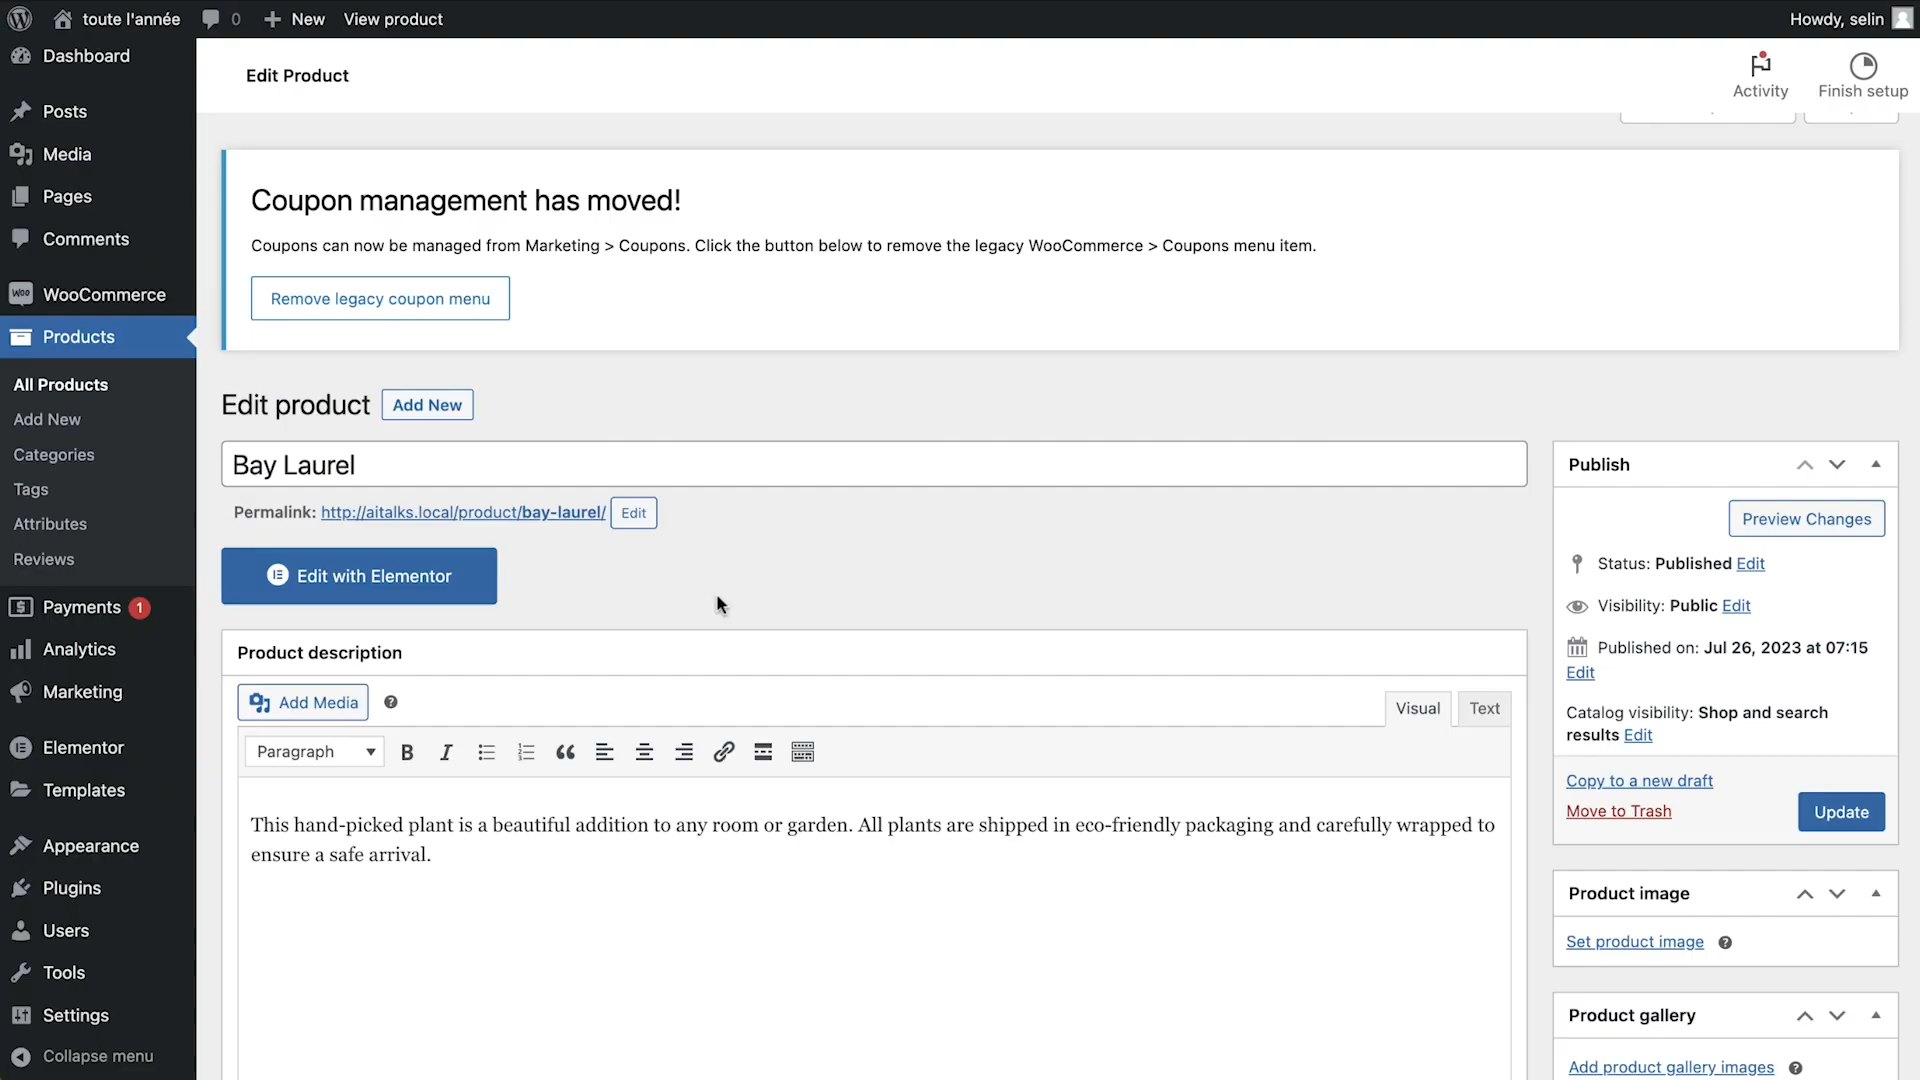 toute l'année
0
New
View product
Howdy, selin
Dashboard
Posts
Media
Pages
Comments
WooCommerce
Products
All Products
Add New
Categories
Tags
Attributes
Reviews
Payments 1
Analytics
Marketing
Elementor
Templates
Appearance
Plugins
Users
Tools
Settings
Collapse menu
Edit Product
Activity
Finish setup
Coupon management has moved!
Coupons can now be managed from Marketing > Coupons. Click the button below to remove the legacy WooCommerce > Coupons menu item.
Remove legacy coupon menu
Edit product
Add New
Bay Laurel
Permalink: http://aitalks.local/product/bay-laurel/ Edit
Edit with Elementor
Product description
Add Media
Visual
Text
Paragraph
B I
This hand-picked plant is a beautiful addition to any room or garden. All plants are shipped in eco-friendly packaging and carefully wrapped to
ensure a safe arrival.
Publish
Preview Changes
Status: Published Edit
Visibility: Public Edit
Published on: Jul 26, 2023 at 07:15
Edit
Catalog visibility: Shop and search
results Edit
Copy to a new draft
Move to Trash
Update
Product image
Set product image
Product gallery
Add product gallery images